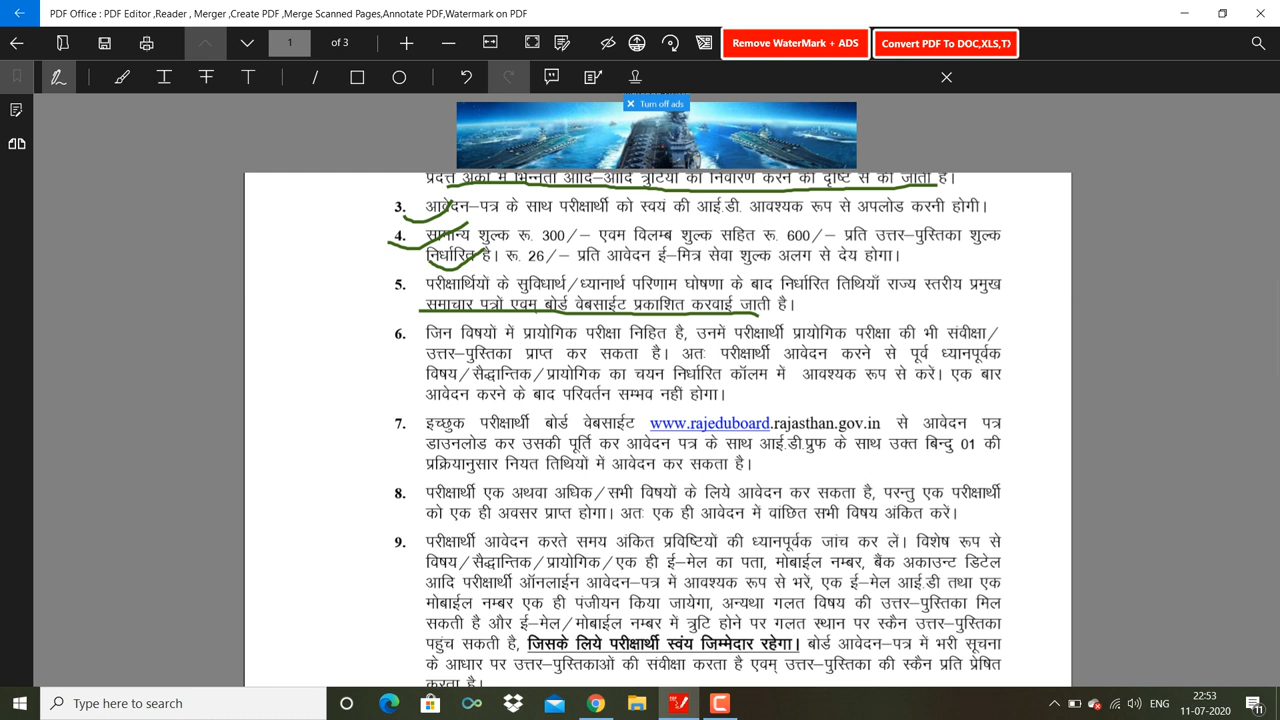 PDF Office : PDF Editor ,Reader , Merger ,Create PDF ,Merge Scanned Pages,Annotate PDF,Watermark on PDF
1 of 3 Remove WaterMark + ADS Convert PDF To DOC,XLS,TX
Turn off ads
प्रदत्त अंकों में भिन्नता आदि–आदि त्रुटियों का निवारण करने की दृष्टि से की जाती है।
3. आवेदन–पत्र के साथ परीक्षार्थी को स्वयं की आई.डी. आवश्यक रूप से अपलोड करनी होगी।
4. सामान्य शुल्क रू. 300/– एवम विलम्ब शुल्क सहित रू. 600/– प्रति उत्तर–पुस्तिका शुल्क
निर्धारित है। रू. 26/– प्रति आवेदन ई–मित्र सेवा शुल्क अलग से देय होगा।
5. परीक्षार्थियों के सुविधार्थ/ध्यानार्थ परिणाम घोषणा के बाद निर्धारित तिथियाँ राज्य स्तरीय प्रमुख
समाचार पत्रों एवम् बोर्ड वेबसाईट प्रकाशित करवाई जाती है।
6. जिन विषयों में प्रायोगिक परीक्षा निहित है, उनमें परीक्षार्थी प्रायोगिक परीक्षा की भी संवीक्षा/
उत्तर–पुस्तिका प्राप्त कर सकता है। अतः परीक्षार्थी आवेदन करने से पूर्व ध्यानपूर्वक
विषय/सैद्धान्तिक/प्रायोगिक का चयन निर्धारित कॉलम में आवश्यक रूप से करें। एक बार
आवेदन करने के बाद परिवर्तन सम्भव नहीं होगा।
7. इच्छुक परीक्षार्थी बोर्ड वेबसाईट www.rajeduboard.rajasthan.gov.in से आवेदन पत्र
डाउनलोड कर उसकी पूर्ति कर आवेदन पत्र के साथ आई.डी.प्रुफ के साथ उक्त बिन्दु 01 की
प्रक्रियानुसार नियत तिथियों में आवेदन कर सकता है।
8. परीक्षार्थी एक अथवा अधिक/सभी विषयों के लिये आवेदन कर सकता है, परन्तु एक परीक्षार्थी
को एक ही अवसर प्राप्त होगा। अतः एक ही आवेदन में वांछित सभी विषय अंकित करें।
9. परीक्षार्थी आवेदन करते समय अंकित प्रविष्टियों की ध्यानपूर्वक जांच कर लें। विशेष रूप से
विषय/सैद्धान्तिक/प्रायोगिक/एक ही ई–मेल का पता, मोबाईल नम्बर, बैंक अकाउन्ट डिटेल
आदि परीक्षार्थी ऑनलाईन आवेदन–पत्र में आवश्यक रूप से भरें, एक ई–मेल आई.डी तथा एक
मोबाईल नम्बर एक ही पंजीयन किया जायेगा, अन्यथा गलत विषय की उत्तर–पुस्तिका मिल
सकती है और ई–मेल/मोबाईल नम्बर में त्रुटि होने पर गलत स्थान पर स्कैन उत्तर–पुस्तिका
पहुंच सकती है, जिसके लिये परीक्षार्थी स्वंय जिम्मेदार रहेगा। बोर्ड आवेदन–पत्र में भरी सूचना
के आधार पर उत्तर–पुस्तिकाओं की संवीक्षा करता है एवम् उत्तर–पुस्तिका की स्कैन प्रति प्रेषित
करता है।
Type here to search
ENG
22:53
11-07-2020
11